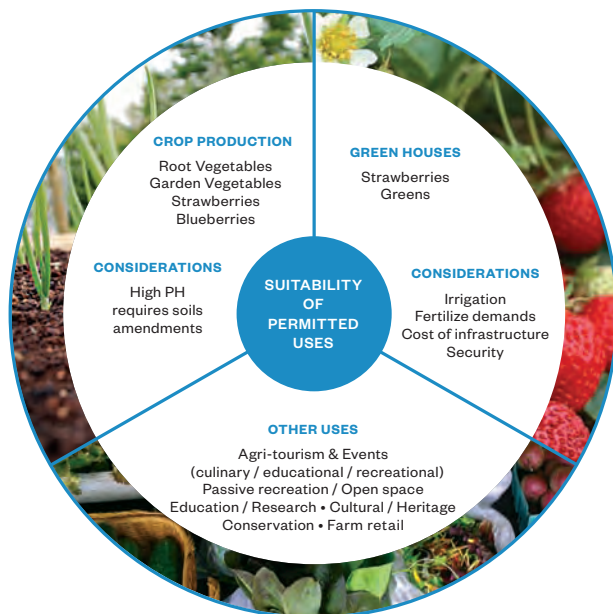 CROP PRODUCTION
Root Vegetables
Garden Vegetables
Strawberries
Blueberries
CONSIDERATIONS
High PH
requires soils
amendments
GREEN HOUSES
Strawberries
Greens
CONSIDERATIONS
Irrigation
Fertilize demands
Cost of infrastructure
Security
SUITABILITY
OF
PERMITTED
USES
OTHER USES
Agri-tourism & Events
(culinary / educational / recreational)
Passive recreation / Open space
Education / Research • Cultural / Heritage
Conservation • Farm retail